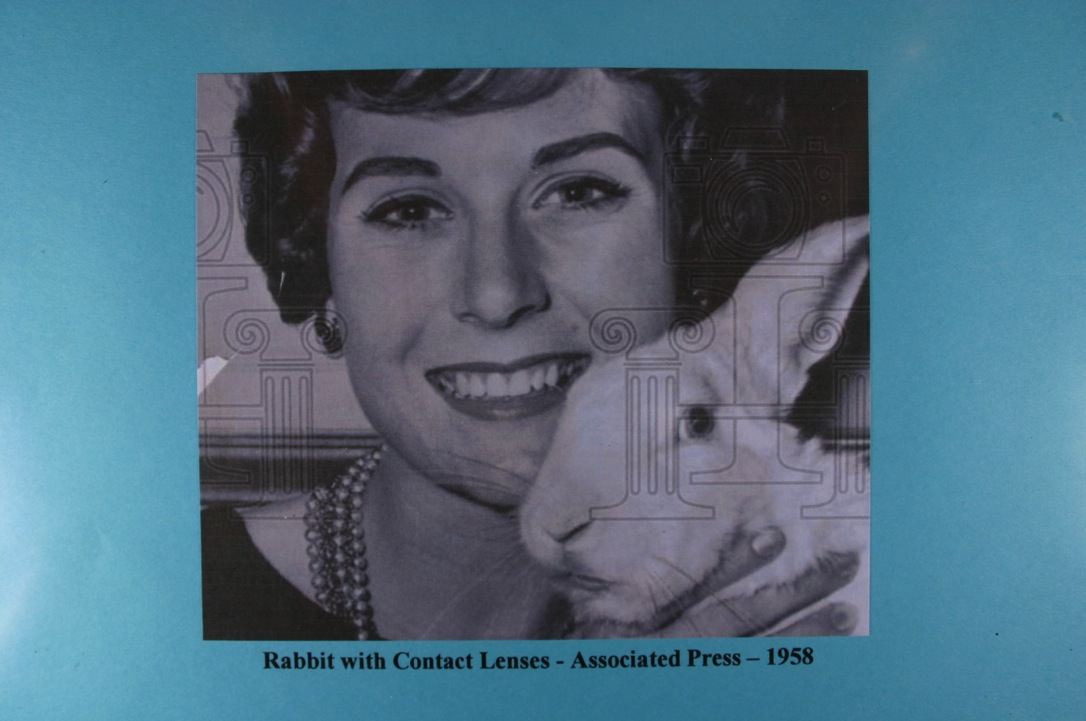 Rabbit with Contact Lenses - Associated Press – 1958